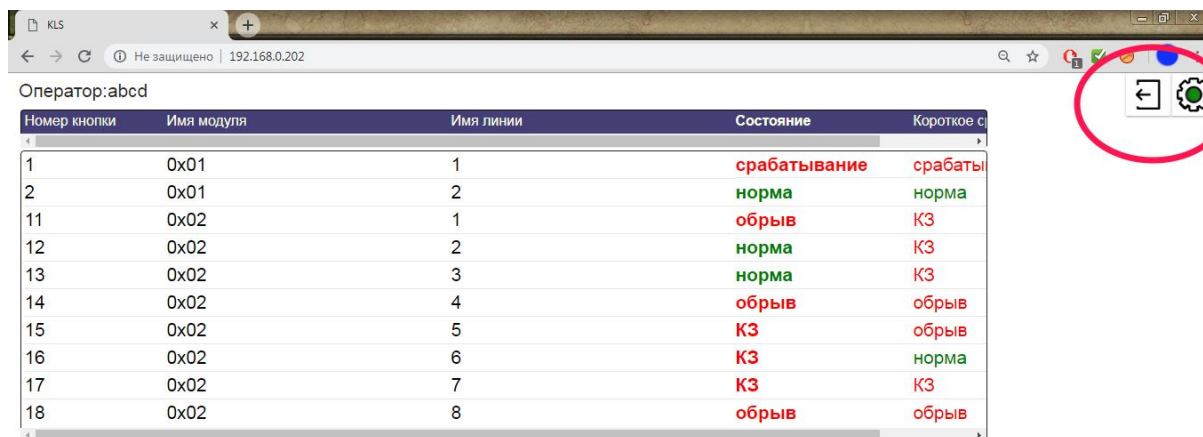 KLS
Не защищено | 192.168.0.202
1
Оператор:abcd
Номер кнопки Имя модуля Имя линии Состояние Короткое с
1 0x01 1 срабатывание срабаты
2 0x01 2 норма норма
11 0x02 1 обрыв КЗ
12 0x02 2 норма КЗ
13 0x02 3 норма КЗ
14 0x02 4 обрыв обрыв
15 0x02 5 КЗ обрыв
16 0x02 6 КЗ норма
17 0x02 7 КЗ КЗ
18 0x02 8 обрыв обрыв